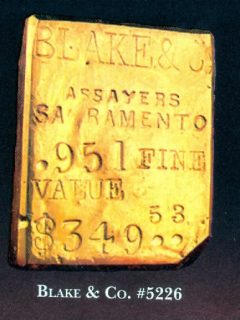 BLAKE & C
ASSAYERS
SACRAMENTO
.951 FINE
VALUE
53
$349
BLAKE & CO. #5226